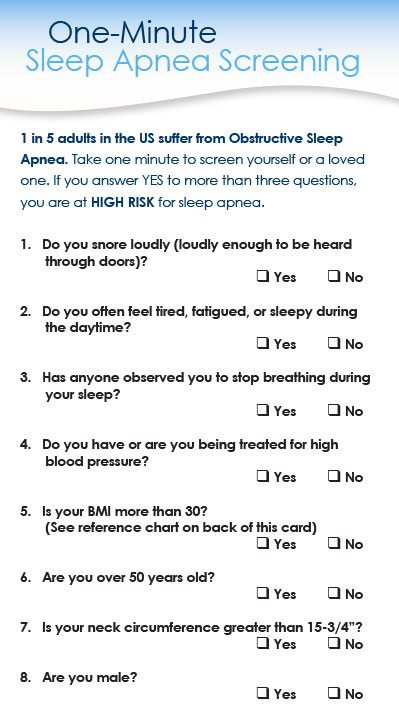 One-Minute
Sleep Apnea Screening
1 in 5 adults in the US suffer from Obstructive Sleep
Apnea. Take one minute to screen yourself or a loved
one. If you answer YES to more than three questions,
you are at HIGH RISK for sleep apnea.
1. Do you snore loudly (loudly enough to be heard
through doors)?
❑ Yes ❑ No
2. Do you often feel tired, fatigued, or sleepy during
the daytime?
❑ Yes ❑ No
3. Has anyone observed you to stop breathing during
your sleep?
❑ Yes ❑ No
4. Do you have or are you being treated for high
blood pressure?
❑ Yes ❑ No
5. Is your BMI more than 30?
(See reference chart on back of this card)
❑ Yes ❑ No
6. Are you over 50 years old?
❑ Yes ❑ No
7. Is your neck circumference greater than 15-3/4”?
❑ Yes ❑ No
8. Are you male?
❑ Yes ❑ No